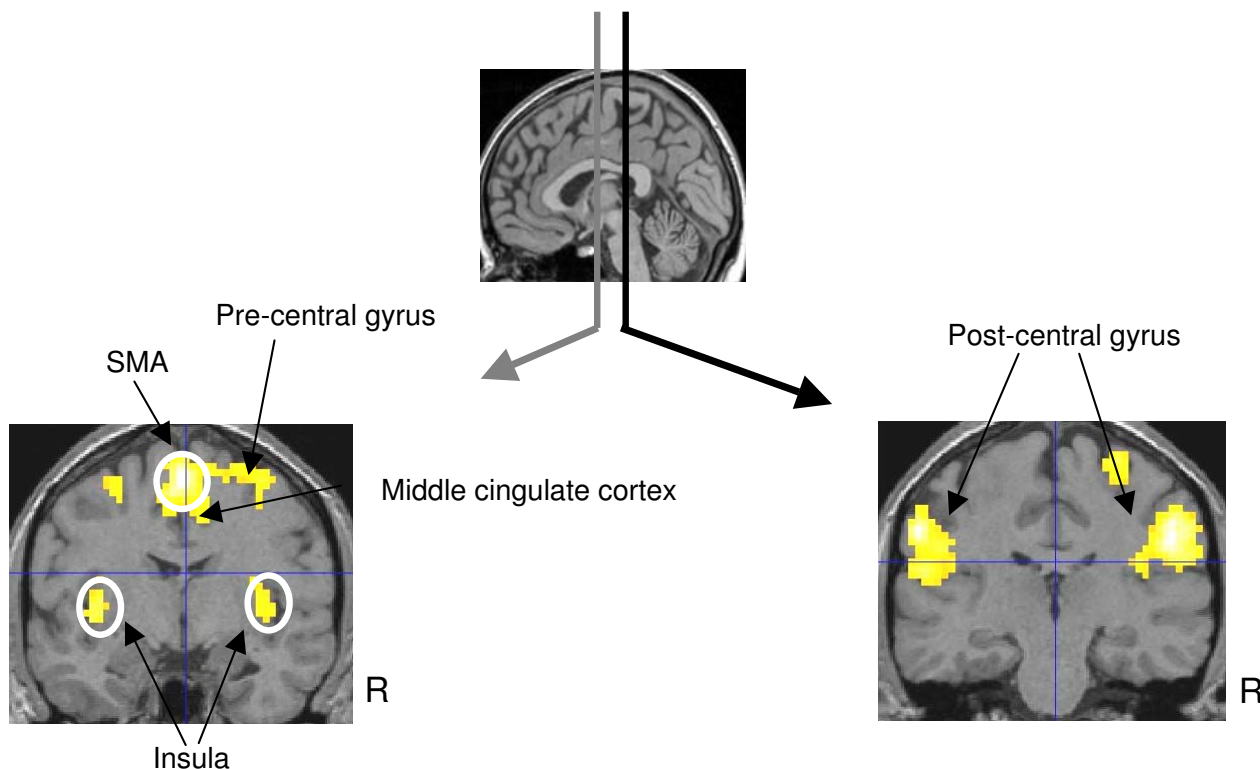 Pre-central gyrus
Post-central gyrus
SMA
Middle cingulate cortex
R
R
Insula